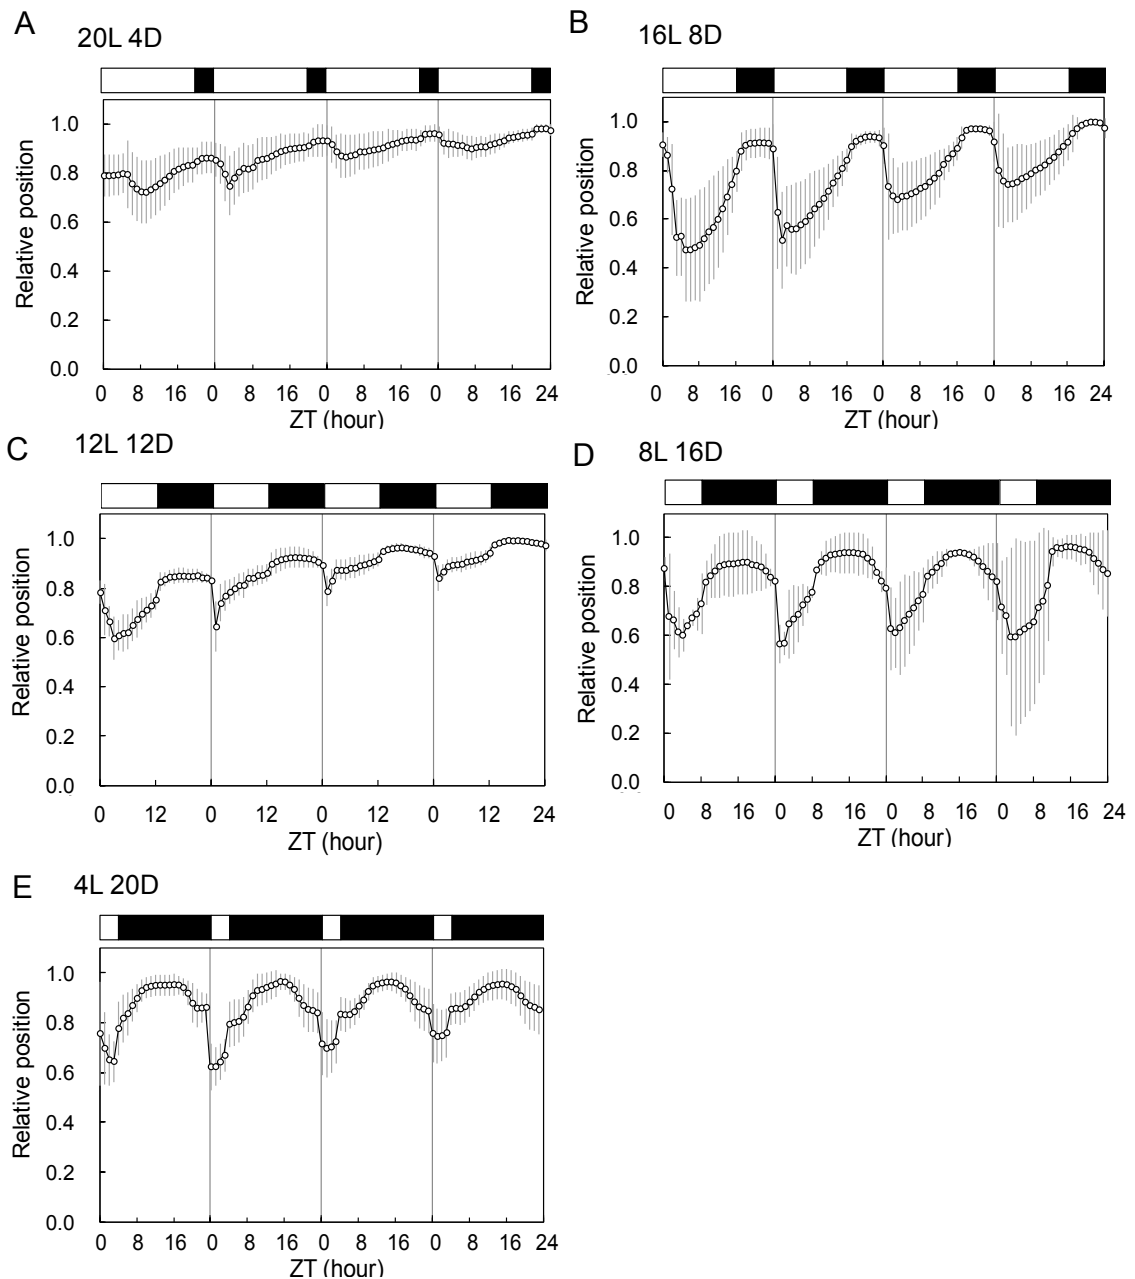 A
20L 4D
Relative position
1.0
0.8
0.6
0.4
0.2
0.0
0 8 16 0 8 16 0 8 16 0 8 16 24
ZT (hour)
B
16L 8D
Relative position
1.0
0.8
0.6
0.4
0.2
0.0
0 8 16 0 8 16 0 8 16 0 8 16 24
ZT (hour)
C
12L 12D
Relative position
1.0
0.8
0.6
0.4
0.2
0.0
0 12 0 12 0 12 0 12 24
ZT (hour)
D
8L 16D
Relative position
1.0
0.8
0.6
0.4
0.2
0.0
0 8 16 0 8 16 0 8 16 0 8 16 24
ZT (hour)
E
4L 20D
Relative position
1.0
0.8
0.6
0.4
0.2
0.0
0 8 16 0 8 16 0 8 16 0 8 16 24
ZT (hour)